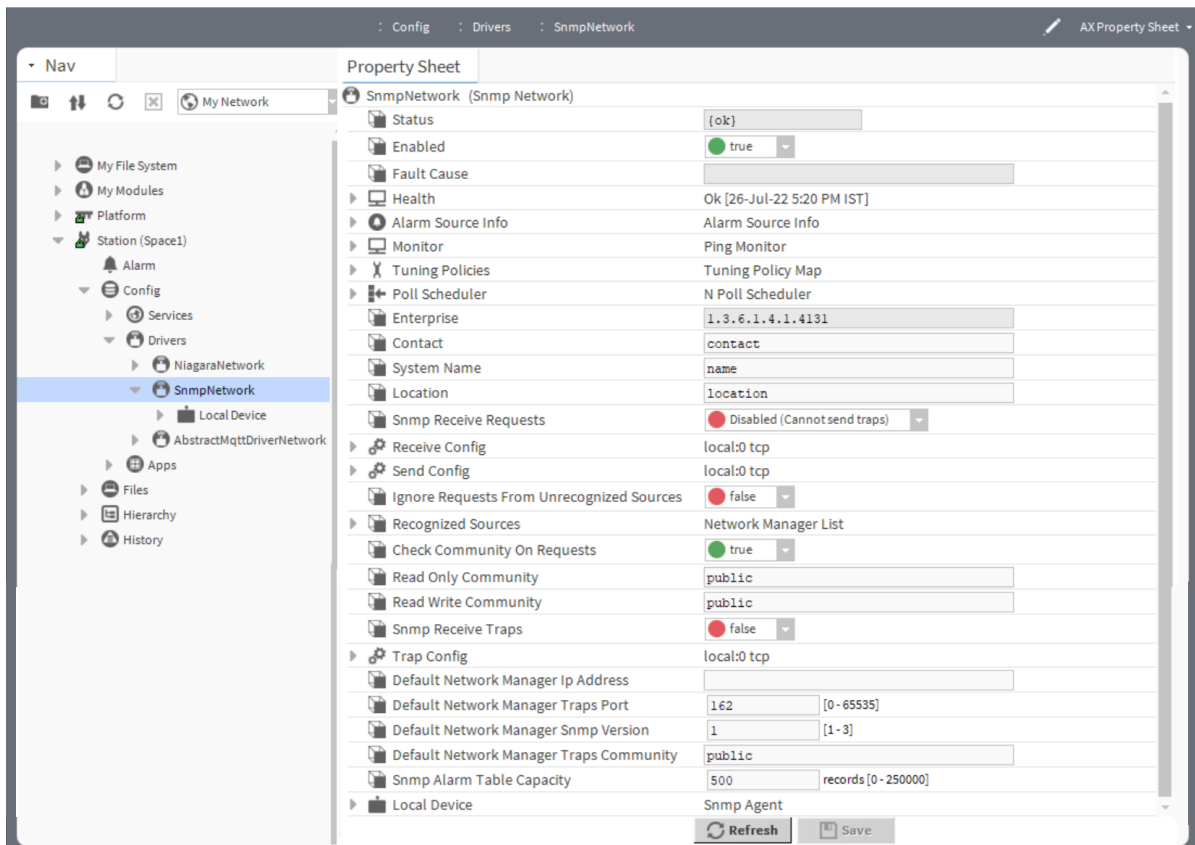 : Config : Drivers : SnmpNetwork AX Property Sheet
Nav
My Network
My File System
My Modules
Platform
Station (Space1)
Alarm
Config
Services
Drivers
NiagaraNetwork
SnmpNetwork
Local Device
AbstractMqttDriverNetwork
Apps
Files
Hierarchy
History
Property Sheet
SnmpNetwork (Snmp Network)
Status {ok}
Enabled true
Fault Cause
Health Ok [26-Jul-22 5:20 PM IST]
Alarm Source Info Alarm Source Info
Monitor Ping Monitor
Tuning Policies Tuning Policy Map
Poll Scheduler N Poll Scheduler
Enterprise 1.3.6.1.4.1.4131
Contact contact
System Name name
Location location
Snmp Receive Requests Disabled (Cannot send traps)
Receive Config local:0 tcp
Send Config local:0 tcp
Ignore Requests From Unrecognized Sources false
Recognized Sources Network Manager List
Check Community On Requests true
Read Only Community public
Read Write Community public
Snmp Receive Traps false
Trap Config local:0 tcp
Default Network Manager Ip Address
Default Network Manager Traps Port 162 [0 - 65535]
Default Network Manager Snmp Version 1 [1 - 3]
Default Network Manager Traps Community public
Snmp Alarm Table Capacity 500 records [0 - 250000]
Local Device Snmp Agent
Refresh Save